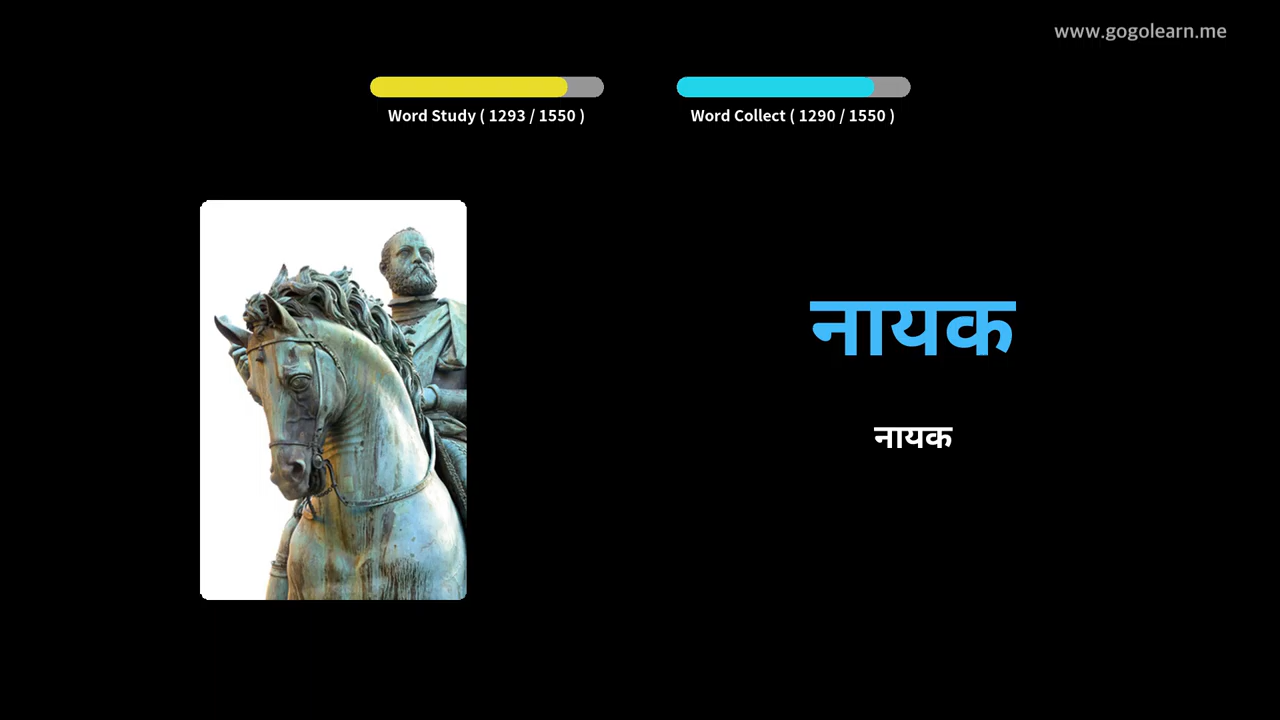 www.gogolearn.me
Word Study ( 1293 / 1550 )
Word Collect ( 1290 / 1550 )
नायक
नायक